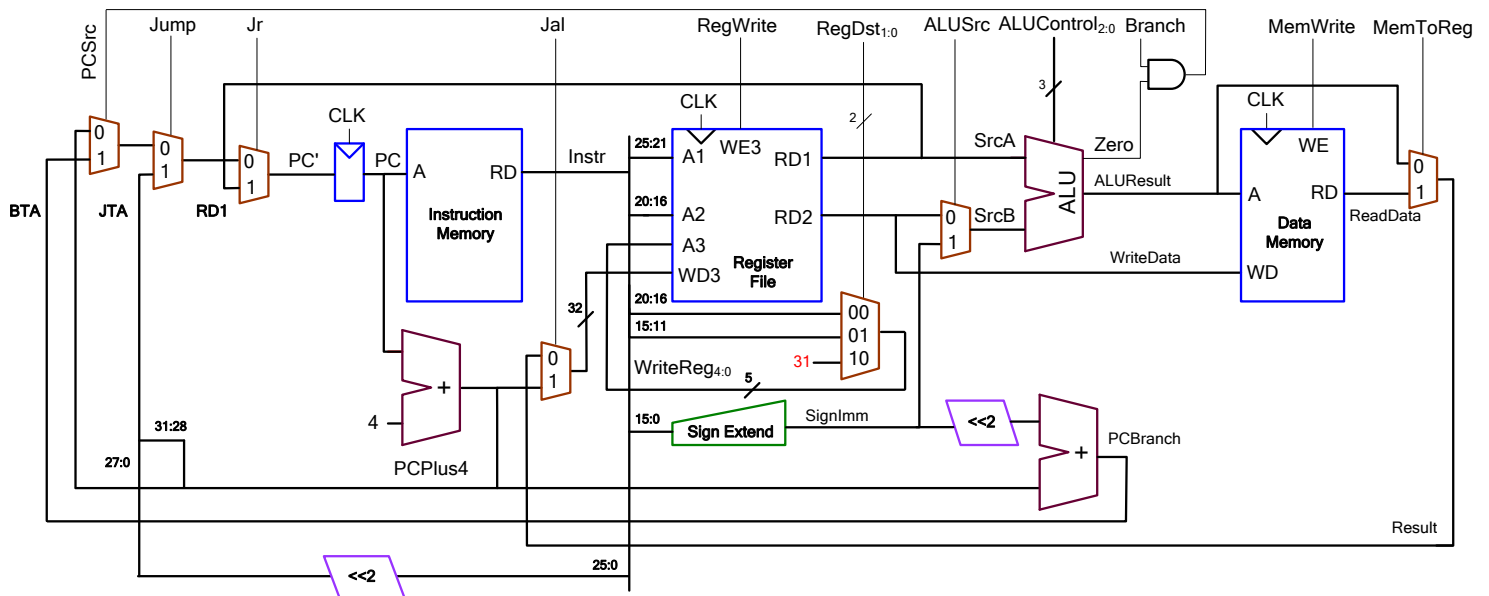 Jump
Jr
Jal
RegWrite
RegDst1:0
ALUSrc
ALUControl2:0
Branch
MemWrite
MemToReg
PCSrc
CLK
CLK
CLK
3
2
0
1
0
1
0
1
PC'
PC
A
RD
Instruction
Memory
Instr
25:21
20:16
A1
A2
A3
WD3
WE3
RD1
RD2
Register
File
SrcA
SrcB
0
1
ALU
Zero
ALUResult
WriteData
A
WE
RD
WD
Data
Memory
ReadData
0
1
BTA
JTA
RD1
32
20:16
15:11
00
01
10
31
WriteReg4:0
5
0
1
+
4
PCPlus4
15:0
Sign Extend
SignImm
<<2
+
PCBranch
31:28
27:0
Result
<<2
25:0